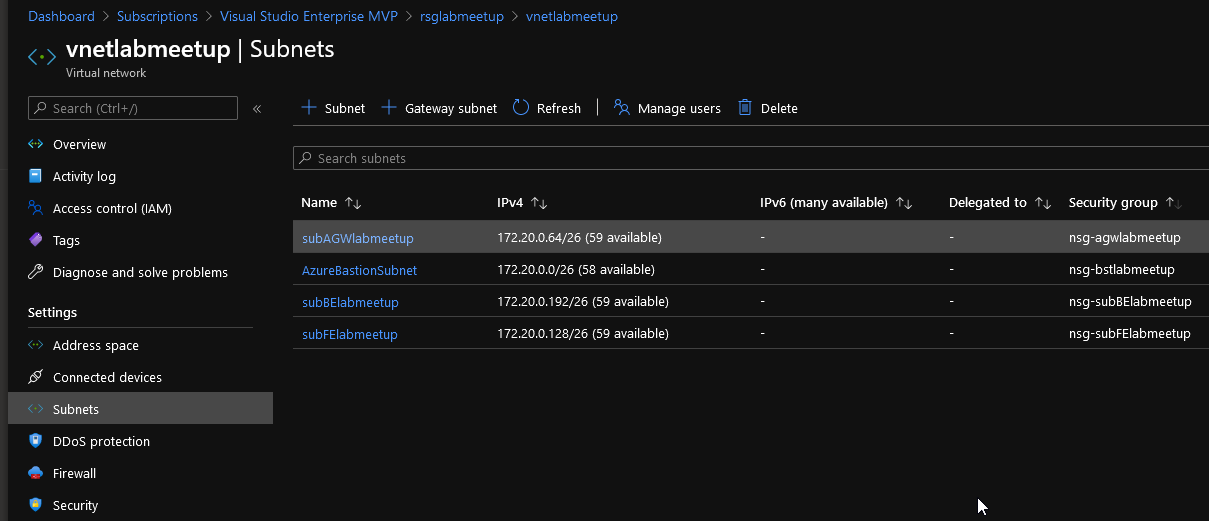 Dashboard > Subscriptions > Visual Studio Enterprise MVP > rsglabmeetup > vnetlabmeetup
vnetlabmeetup | Subnets
Virtual network
Search (Ctrl+/)
«
Overview
Activity log
Access control (IAM)
Tags
Diagnose and solve problems
Settings
Address space
Connected devices
Subnets
DDoS protection
Firewall
Security
+ Subnet + Gateway subnet Refresh | Manage users Delete
Search subnets
Name ↑↓ IPv4 ↑↓ IPv6 (many available) ↑↓ Delegated to ↑↓ Security group ↑↓
subAGWlabmeetup 172.20.0.64/26 (59 available) - - nsg-agwlabmeetup
AzureBastionSubnet 172.20.0.0/26 (58 available) - - nsg-bstlabmeetup
subBElabmeetup 172.20.0.192/26 (59 available) - - nsg-subBElabmeetup
subFElabmeetup 172.20.0.128/26 (59 available) - - nsg-subFElabmeetup